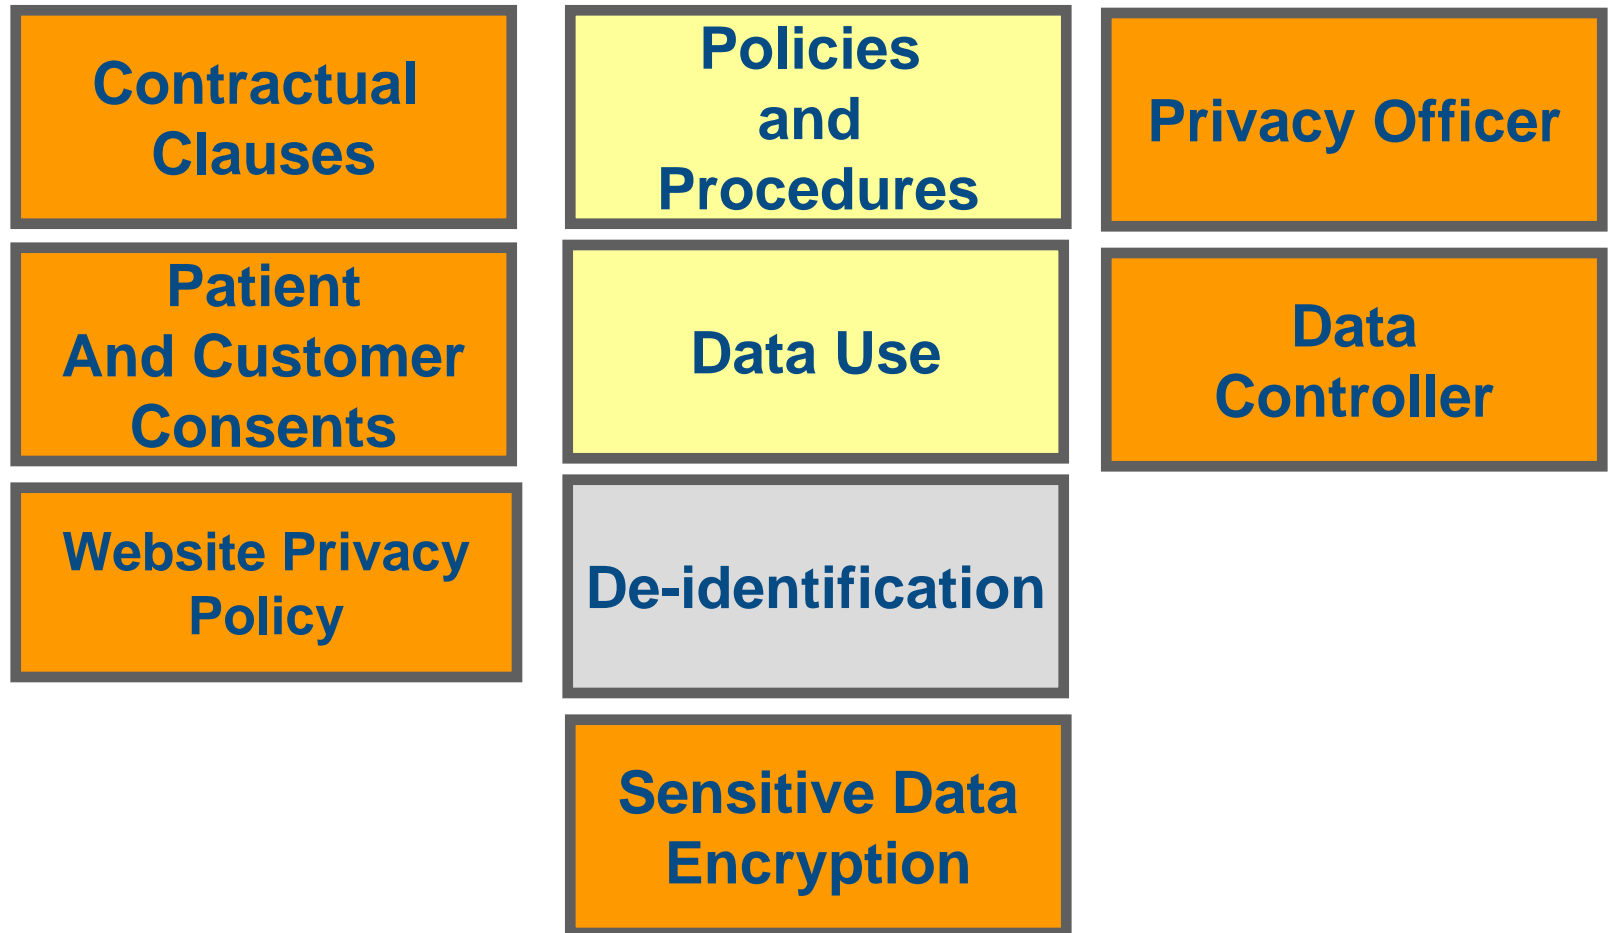 Contractual
Clauses
Patient
And Customer
Consents
Website Privacy
Policy
Policies
and
Procedures
Data Use
De-identification
Sensitive Data
Encryption
Privacy Officer
Data
Controller